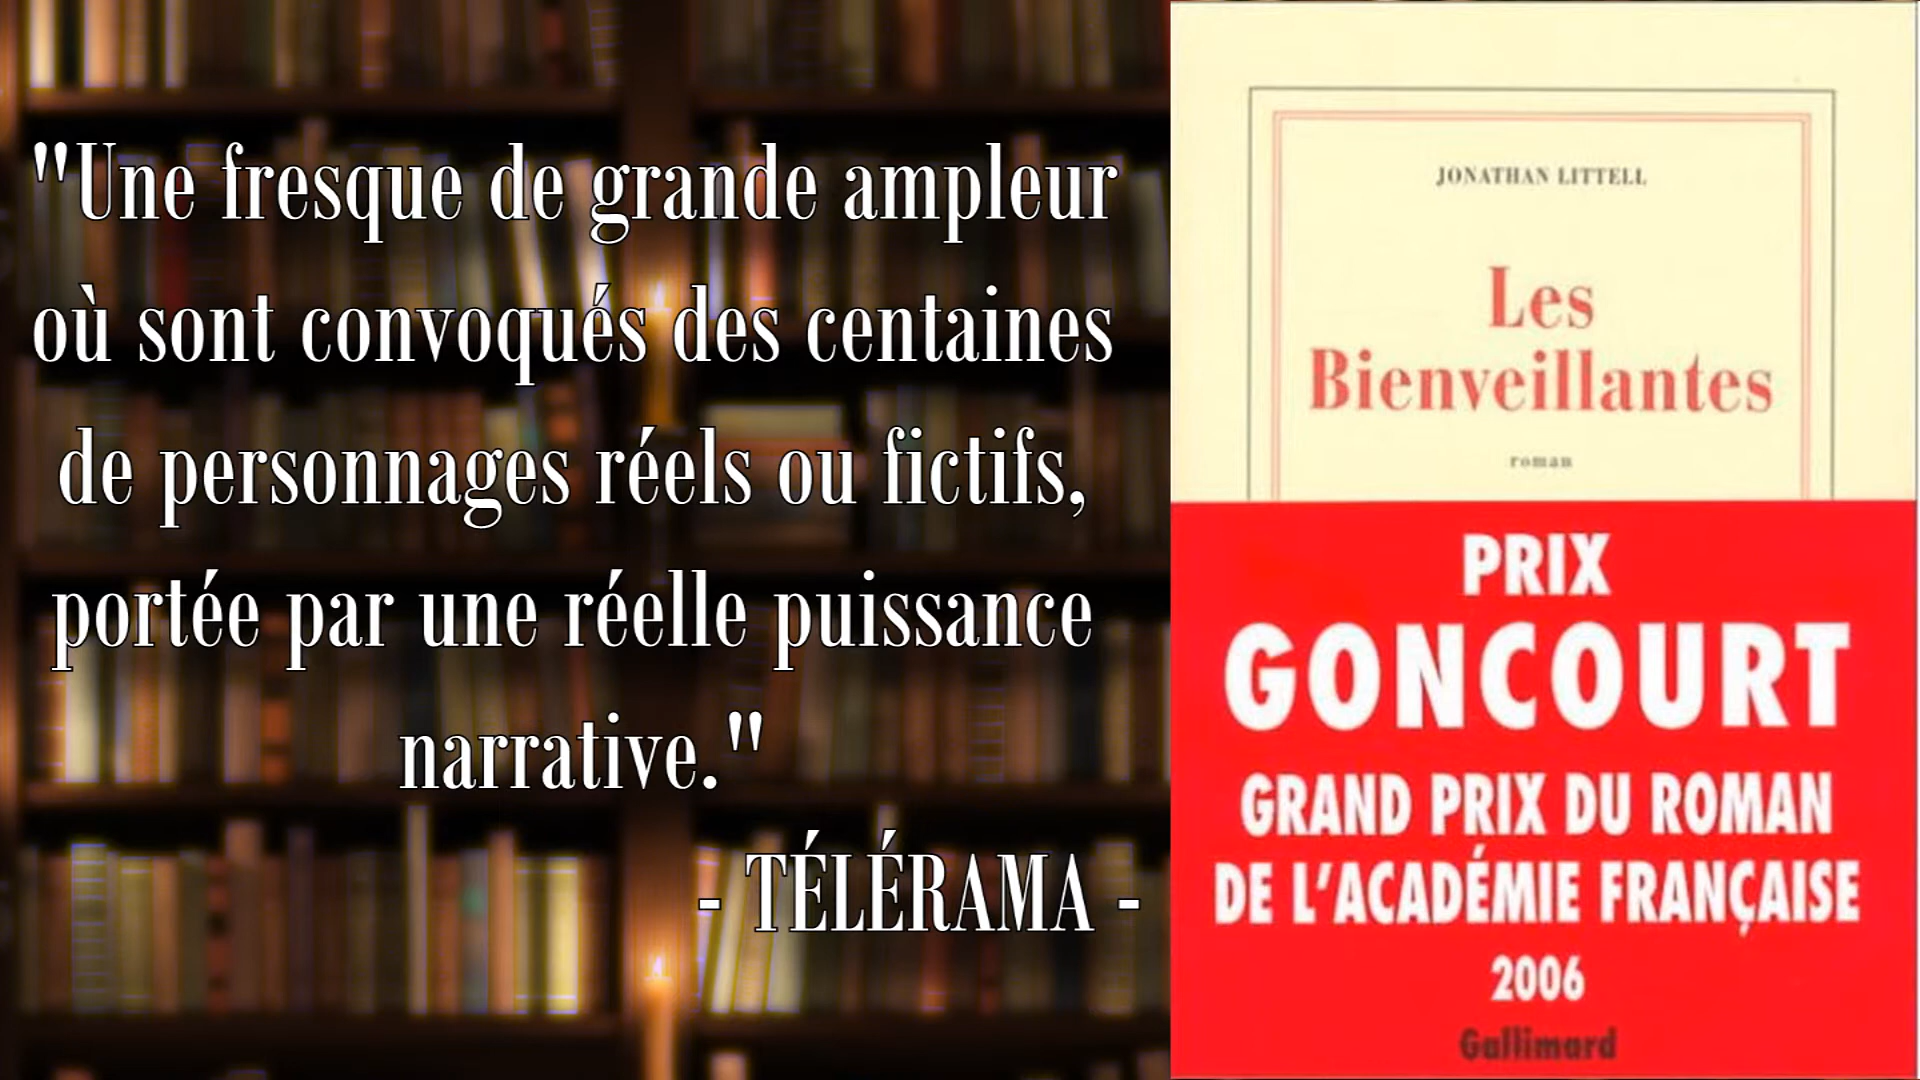 "Une fresque de grande ampleur
où sont convoqués des centaines
de personnages réels ou fictifs,
portée par une réelle puissance
narrative."
- TÉLÉRAMA -
JONATHAN LITTELL
Les
Bienveillantes
roman
PRIX
GONCOURT
GRAND PRIX DU ROMAN
DE L'ACADÉMIE FRANÇAISE
2006
Gallimard